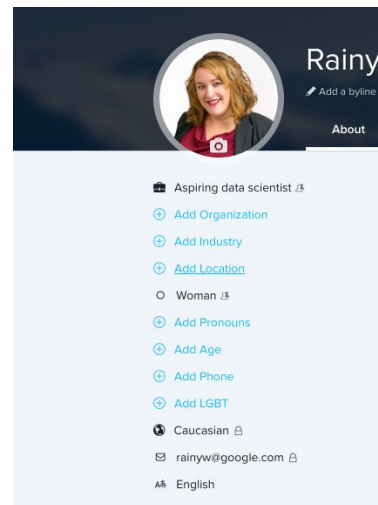 Rainy
Add a byline
About
Aspiring data scientist
Add Organization
Add Industry
Add Location
Woman
Add Pronouns
Add Age
Add Phone
Add LGBT
Caucasian
rainyw@google.com
English